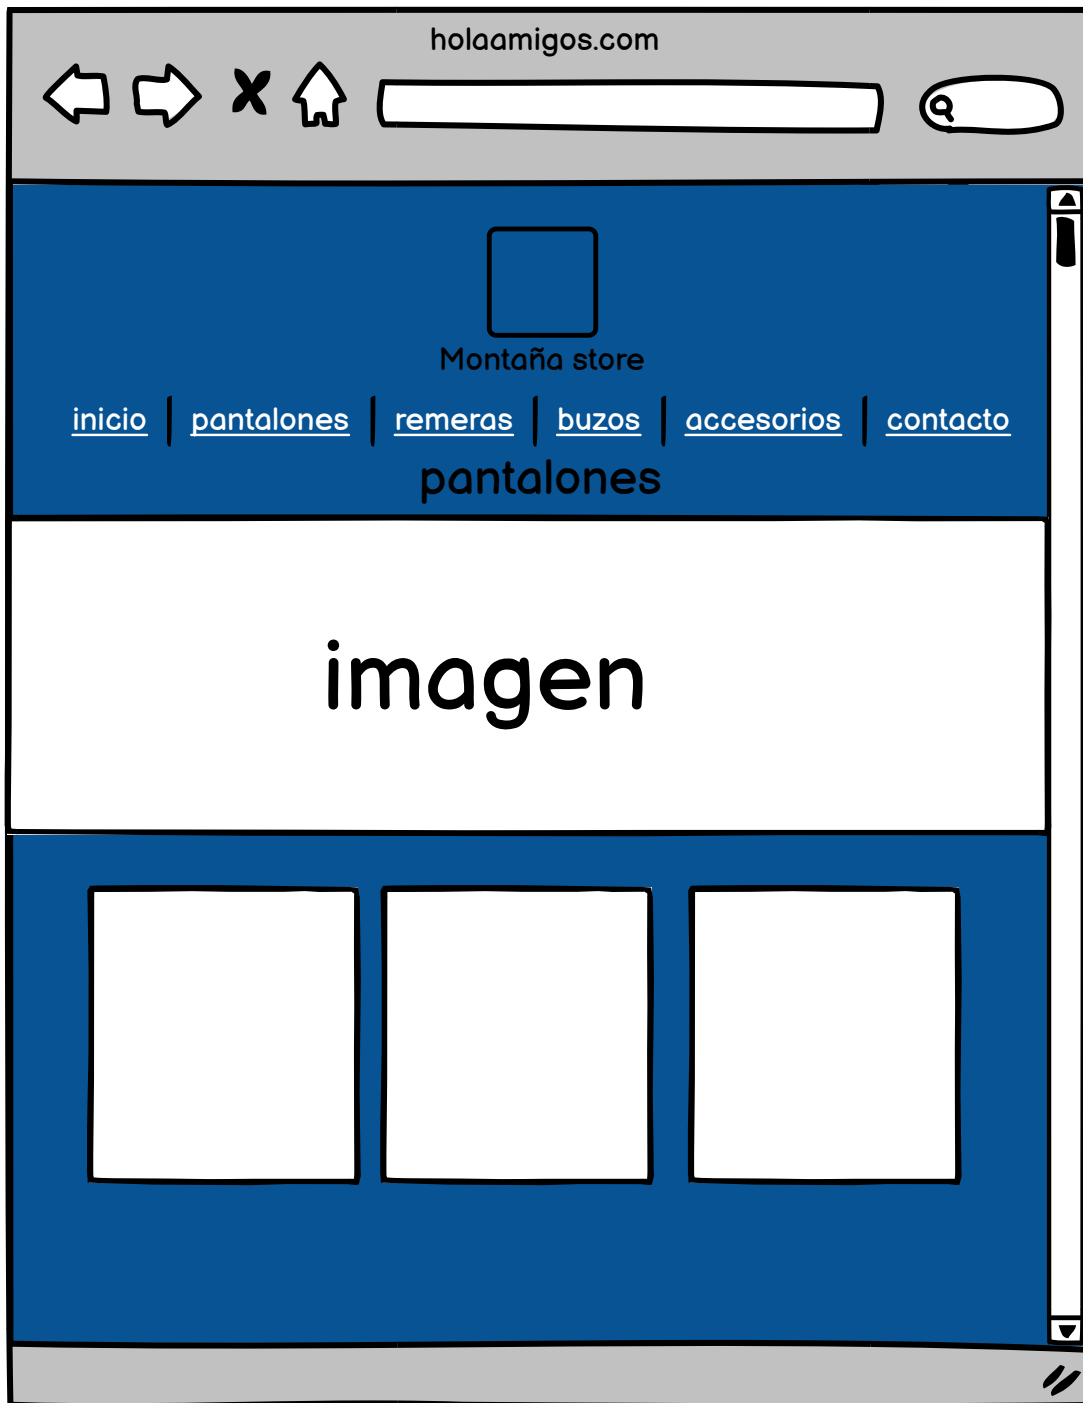 holaamigos.com
Montaña store
inicio pantalones remeras buzos accesorios contacto
pantalones
imagen